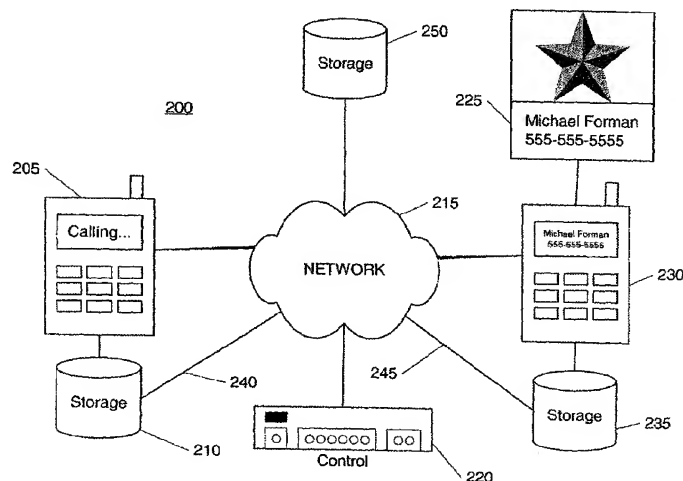 250
Storage
200
225
Michael Forman
555-555-5555
205
Calling...
215
NETWORK
Michael Forman
555-555-5555
230
Storage
240
210
245
Storage
235
Control
220